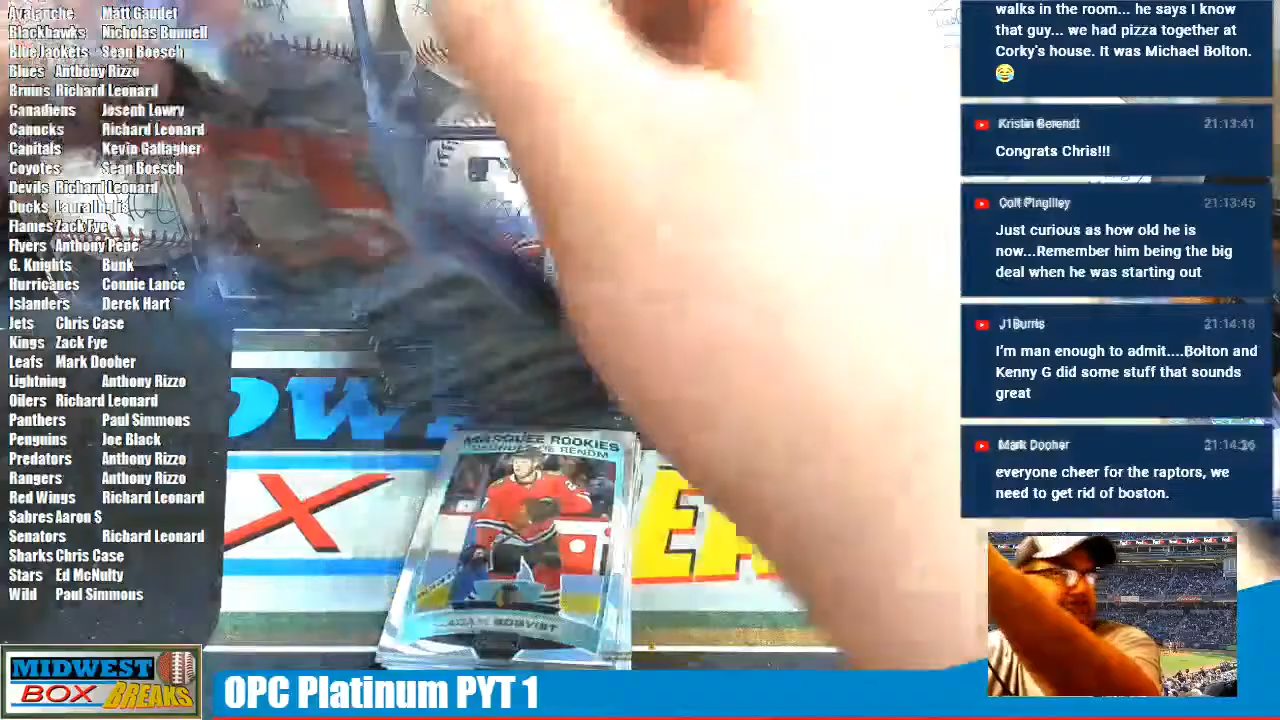 Avalanche Matt Gaudet
Blackhawks Nicholas Bunnell
Blue Jackets Sean Boesch
Blues Anthony Rizzo
Bruins Richard Leonard
Canadiens Joseph Lowry
Canucks Richard Leonard
Capitals Kevin Gallagher
Coyotes Sean Boesch
Devils Richard Leonard
Ducks
Flames Zack Fye
Flyers Anthony Pepe
G. Knights Bunk
Hurricanes Connie Lance
Islanders Derek Hart
Jets Chris Case
Kings Zack Fye
Leafs Mark Dooher
Lightning Anthony Rizzo
Oilers Richard Leonard
Panthers Paul Simmons
Penguins Joe Black
Predators Anthony Rizzo
Rangers Anthony Rizzo
Red Wings Richard Leonard
Sabres Aaron S
Senators Richard Leonard
Sharks Chris Case
Stars Ed McNulty
Wild Paul Simmons
MARQUEE ROOKIES
MIDWEST
BOX BREAKS
OPC Platinum PYT 1
walks in the room... he says I know
that guy... we had pizza together at
Corky's house. It was Michael Bolton.
😂
Kristin Berendt 21:13:41
Congrats Chris!!!
Colt Pingilley 21:13:45
Just curious as how old he is
now...Remember him being the big
deal when he was starting out
J1Burris 21:14:18
I'm man enough to admit....Bolton and
Kenny G did some stuff that sounds
great
Mark Dooher 21:14:26
everyone cheer for the raptors, we
need to get rid of boston.